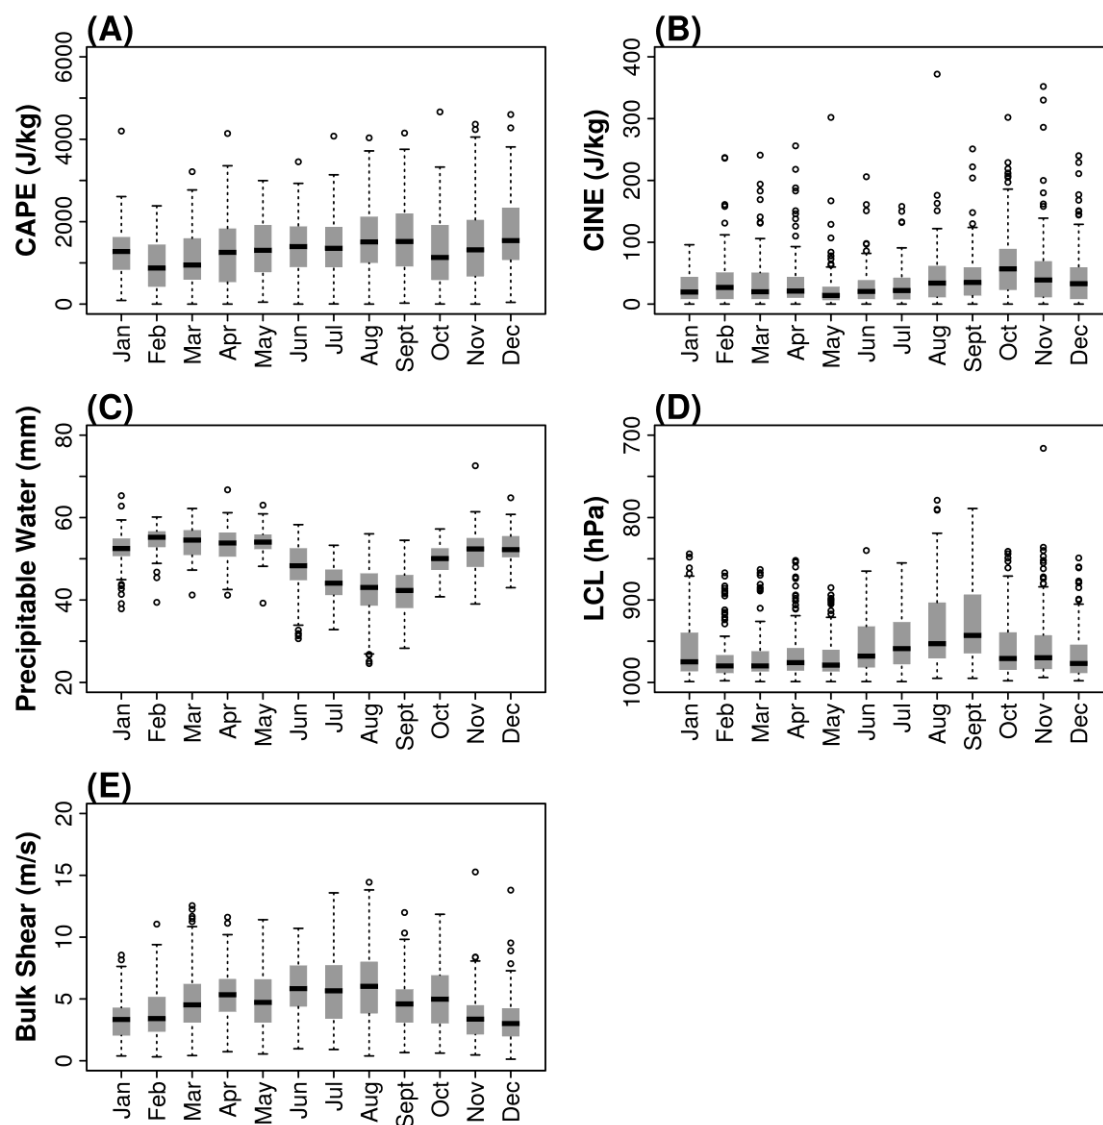 (A)
CAPE (J/kg)
6000
4000
2000
0
Jan Feb Mar Apr May Jun Jul Aug Sept Oct Nov Dec
(B)
CINE (J/kg)
400
300
200
100
0
Jan Feb Mar Apr May Jun Jul Aug Sept Oct Nov Dec
(C)
Precipitable Water (mm)
80
60
40
20
Jan Feb Mar Apr May Jun Jul Aug Sept Oct Nov Dec
(D)
LCL (hPa)
700
800
900
1000
Jan Feb Mar Apr May Jun Jul Aug Sept Oct Nov Dec
(E)
Bulk Shear (m/s)
20
15
10
5
0
Jan Feb Mar Apr May Jun Jul Aug Sept Oct Nov Dec